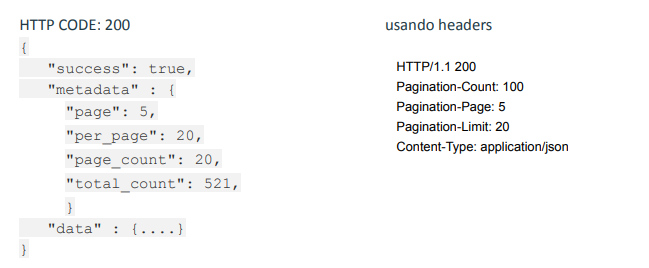 HTTP CODE: 200
{
"success": true,
"metadata" : {
"page": 5,
"per_page": 20,
"page_count": 20,
"total_count": 521,
}
"data" : {....}
}
usando headers
HTTP/1.1 200
Pagination-Count: 100
Pagination-Page: 5
Pagination-Limit: 20
Content-Type: application/json